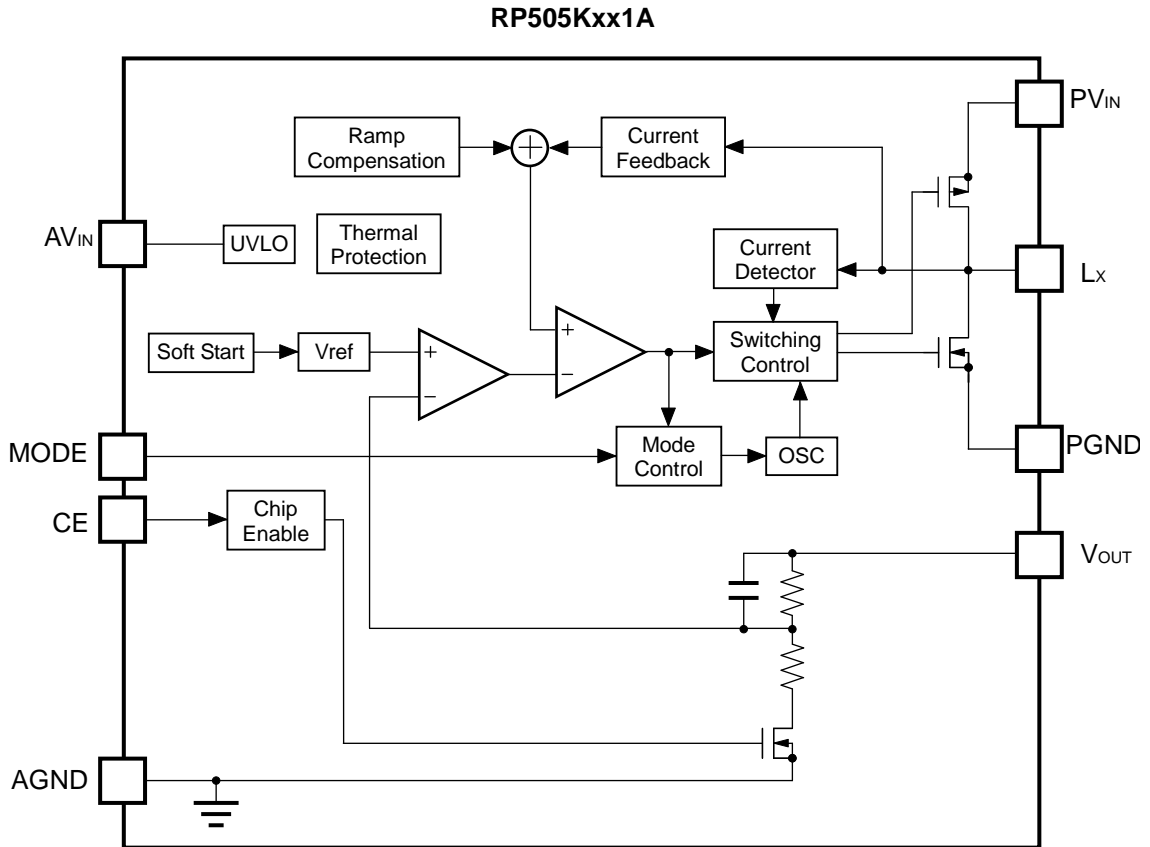 RP505Kxx1A
PVIN
Ramp
Compensation
+
Current
Feedback
AVIN
UVLO
Thermal
Protection
Current
Detector
LX
Soft Start
Vref
+
−
+
−
Switching
Control
MODE
Mode
Control
OSC
PGND
CE
Chip
Enable
VOUT
AGND